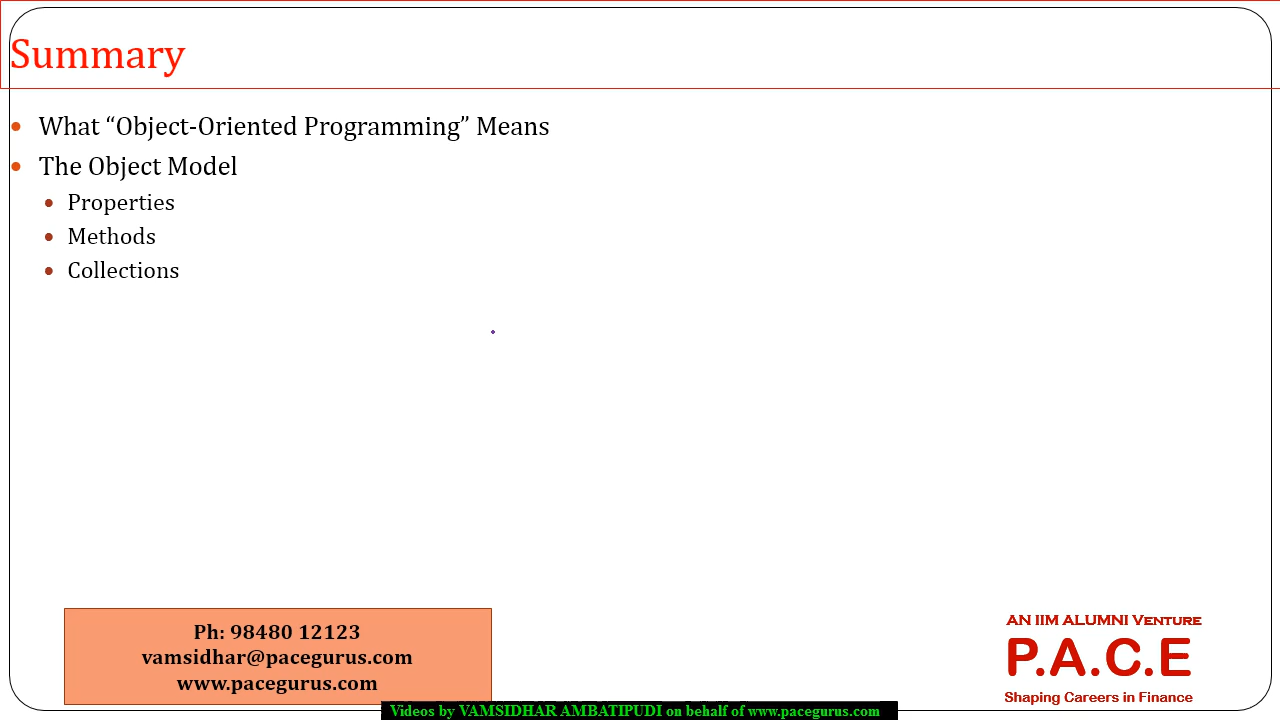 Summary
What “Object-Oriented Programming” Means
The Object Model
Properties
Methods
Collections
Ph: 98480 12123
vamsidhar@pacegurus.com
www.pacegurus.com
AN IIM ALUMNI VENTURE
P.A.C.E
Shaping Careers in Finance
Videos by VAMSIDHAR AMBATIPUDI on behalf of www.pacegurus.com